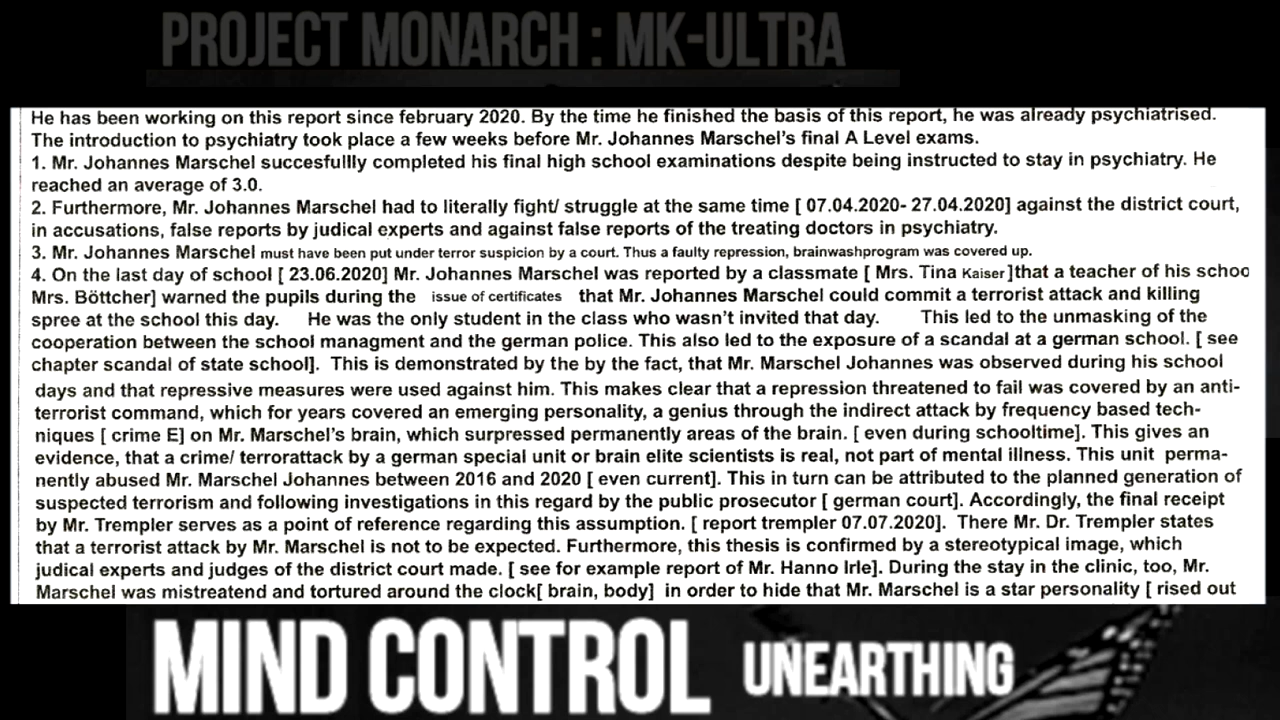 PROJECT MONARCH : MK-ULTRA
He has been working on this report since february 2020. By the time he finished the basis of this report, he was already psychiatrised.
The introduction to psychiatry took place a few weeks before Mr. Johannes Marschel's final A Level exams.
1. Mr. Johannes Marschel succesfullly completed his final high school examinations despite being instructed to stay in psychiatry. He
reached an average of 3.0.
2. Furthermore, Mr. Johannes Marschel had to literally fight/ struggle at the same time [ 07.04.2020- 27.04.2020] against the district court,
in accusations, false reports by judical experts and against false reports of the treating doctors in psychiatry.
3. Mr. Johannes Marschel must have been put under terror suspicion by a court. Thus a faulty repression, brainwashprogram was covered up.
4. On the last day of school [ 23.06.2020] Mr. Johannes Marschel was reported by a classmate [ Mrs. Tina Kaiser ]that a teacher of his schoo
Mrs. Böttcher] warned the pupils during the issue of certificates that Mr. Johannes Marschel could commit a terrorist attack and killing
spree at the school this day. He was the only student in the class who wasn't invited that day. This led to the unmasking of the
cooperation between the school managment and the german police. This also led to the exposure of a scandal at a german school. [ see
chapter scandal of state school]. This is demonstrated by the by the fact, that Mr. Marschel Johannes was observed during his school
days and that repressive measures were used against him. This makes clear that a repression threatened to fail was covered by an anti-
terrorist command, which for years covered an emerging personality, a genius through the indirect attack by frequency based tech-
niques [ crime E] on Mr. Marschel's brain, which surpressed permanently areas of the brain. [ even during schooltime]. This gives an
evidence, that a crime/ terrorattack by a german special unit or brain elite scientists is real, not part of mental illness. This unit perma-
nently abused Mr. Marschel Johannes between 2016 and 2020 [ even current]. This in turn can be attributed to the planned generation of
suspected terrorism and following investigations in this regard by the public prosecutor [ german court]. Accordingly, the final receipt
by Mr. Trempler serves as a point of reference regarding this assumption. [ report trempler 07.07.2020]. There Mr. Dr. Trempler states
that a terrorist attack by Mr. Marschel is not to be expected. Furthermore, this thesis is confirmed by a stereotypical image, which
judical experts and judges of the district court made. [ see for example report of Mr. Hanno Irle]. During the stay in the clinic, too, Mr.
Marschel was mistreatend and tortured around the clock[ brain, body] in order to hide that Mr. Marschel is a star personality [ rised out
MIND CONTROL UNEARTHING